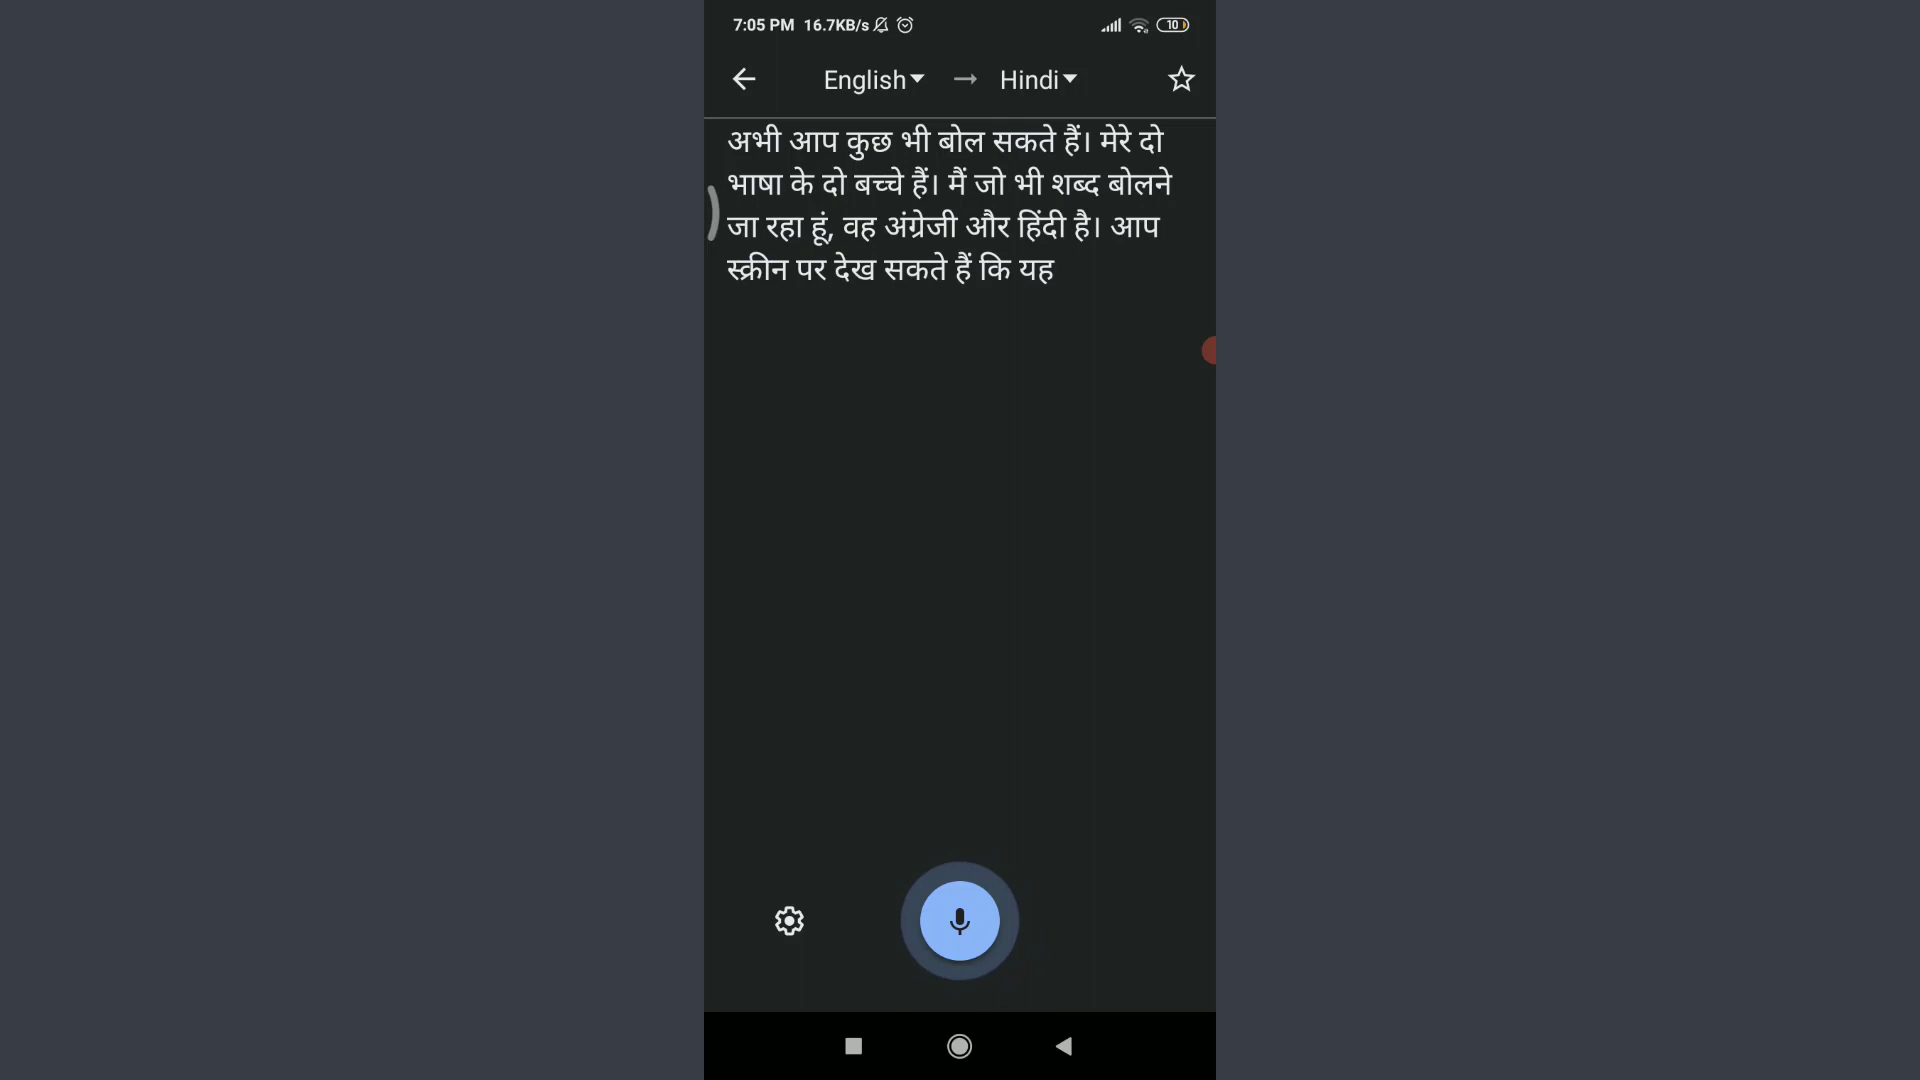 7:05 PM 16.7KB/s 10
English → Hindi
अभी आप कुछ भी बोल सकते हैं। मेरे दो
भाषा के दो बच्चे हैं। मैं जो भी शब्द बोलने
जा रहा हूं, वह अंग्रेजी और हिंदी है। आप
स्क्रीन पर देख सकते हैं कि यह